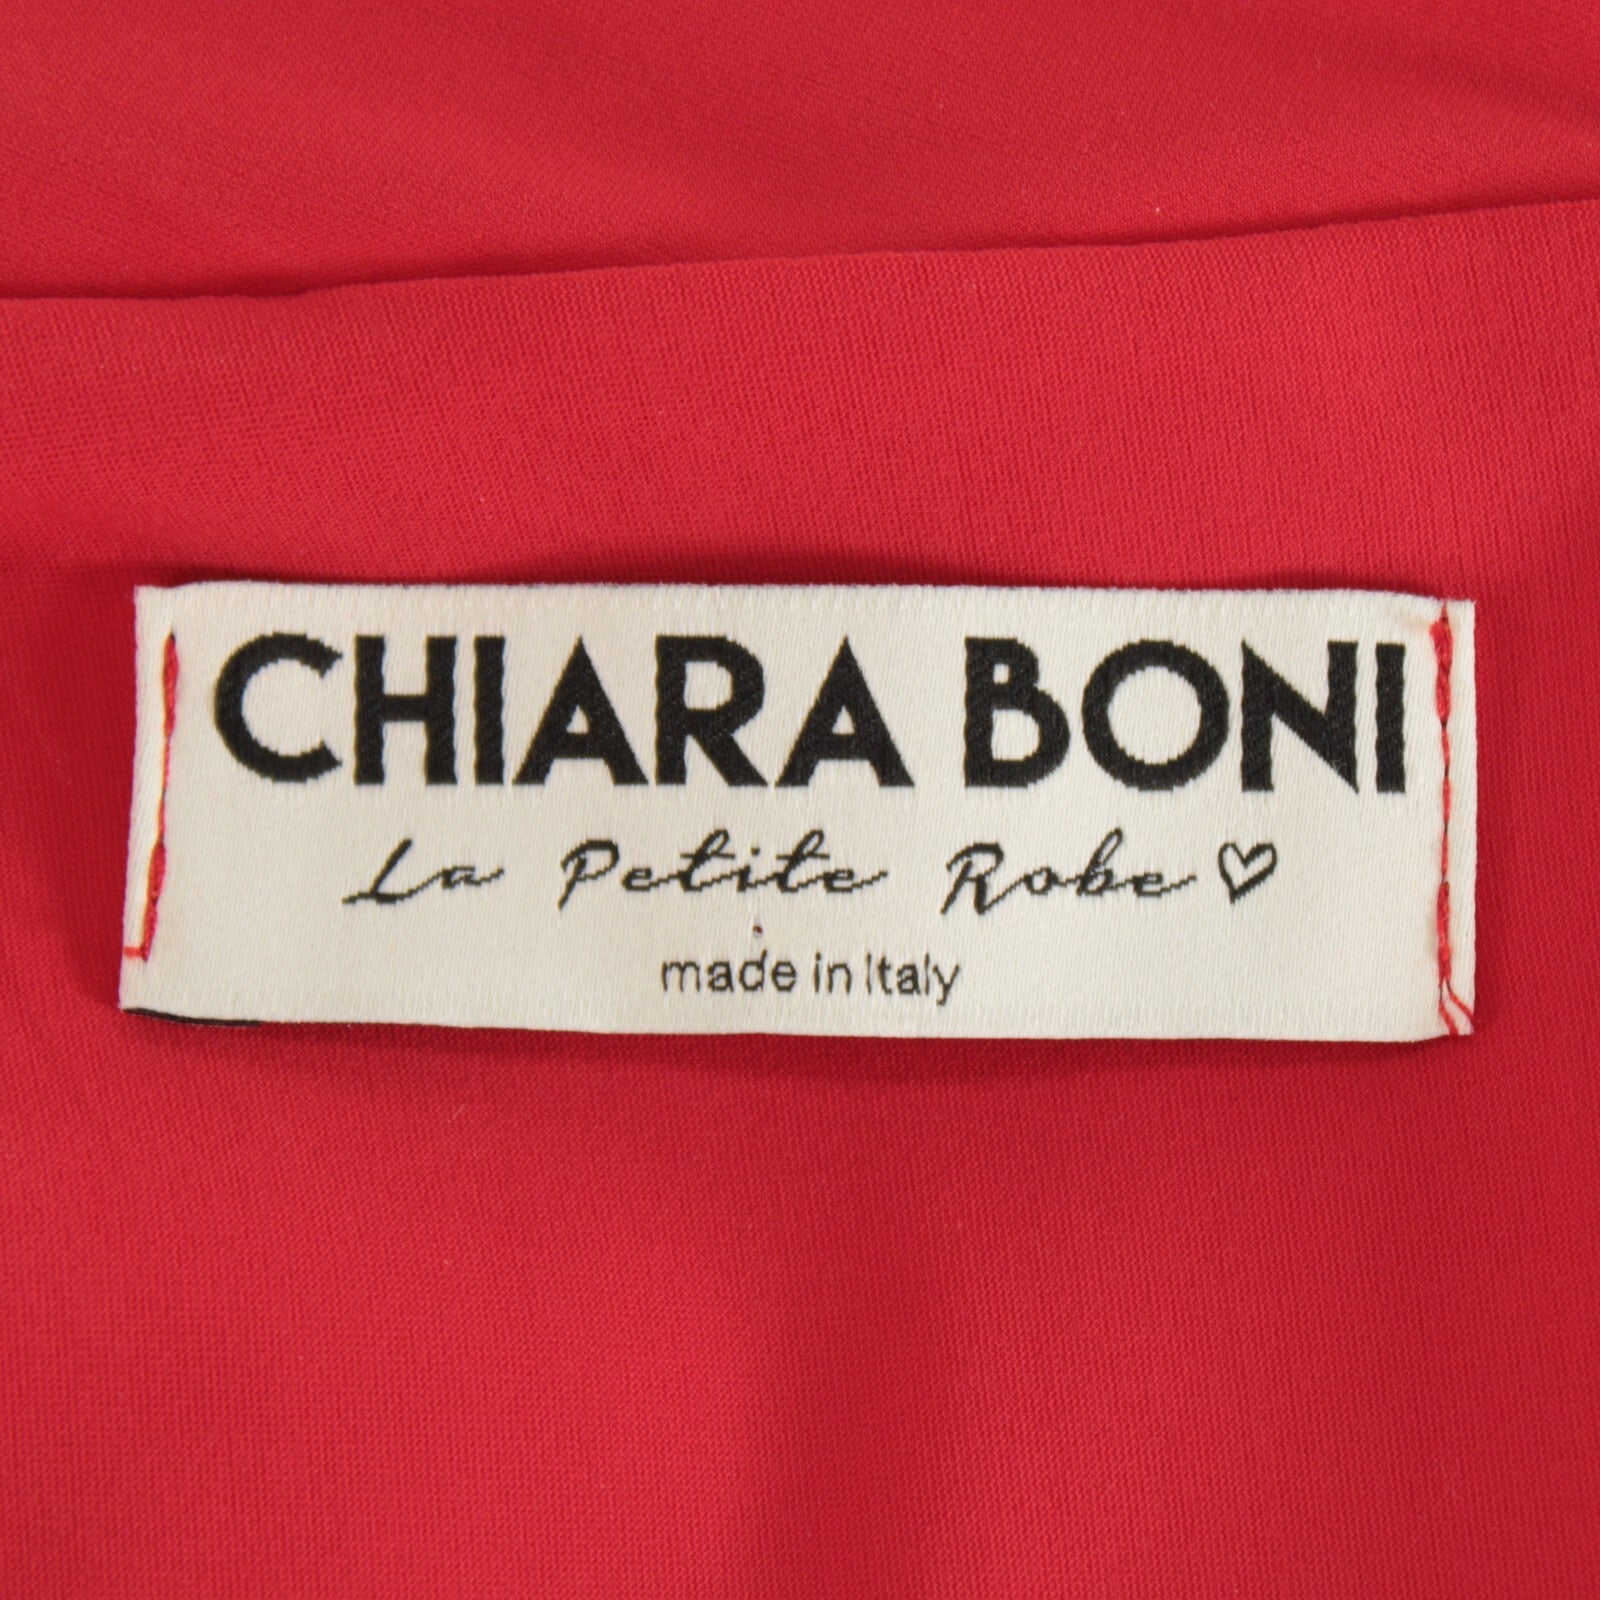 CHIARA BONI
La Petite Robe ♡
made in Italy